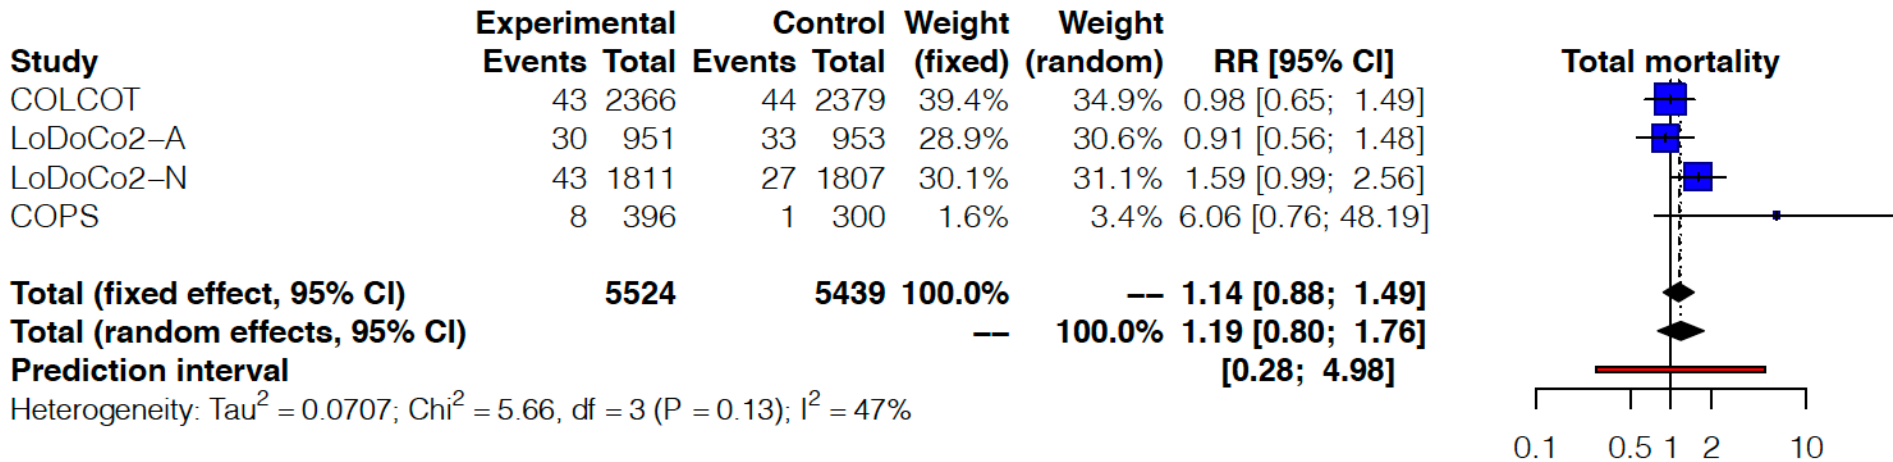 Experimental Control Weight Weight
Study Events Total Events Total (fixed) (random) RR [95% CI] Total mortality
COLCOT 43 2366 44 2379 39.4% 34.9% 0.98 [0.65; 1.49]
LoDoCo2−A 30 951 33 953 28.9% 30.6% 0.91 [0.56; 1.48]
LoDoCo2−N 43 1811 27 1807 30.1% 31.1% 1.59 [0.99; 2.56]
COPS 8 396 1 300 1.6% 3.4% 6.06 [0.76; 48.19]
Total (fixed effect, 95% CI) 5524 5439 100.0% −− 1.14 [0.88; 1.49]
Total (random effects, 95% CI) −− 100.0% 1.19 [0.80; 1.76]
Prediction interval [0.28; 4.98]
Heterogeneity: Tau² = 0.0707; Chi² = 5.66, df = 3 (P = 0.13); I² = 47%
0.1 0.5 1 2 10